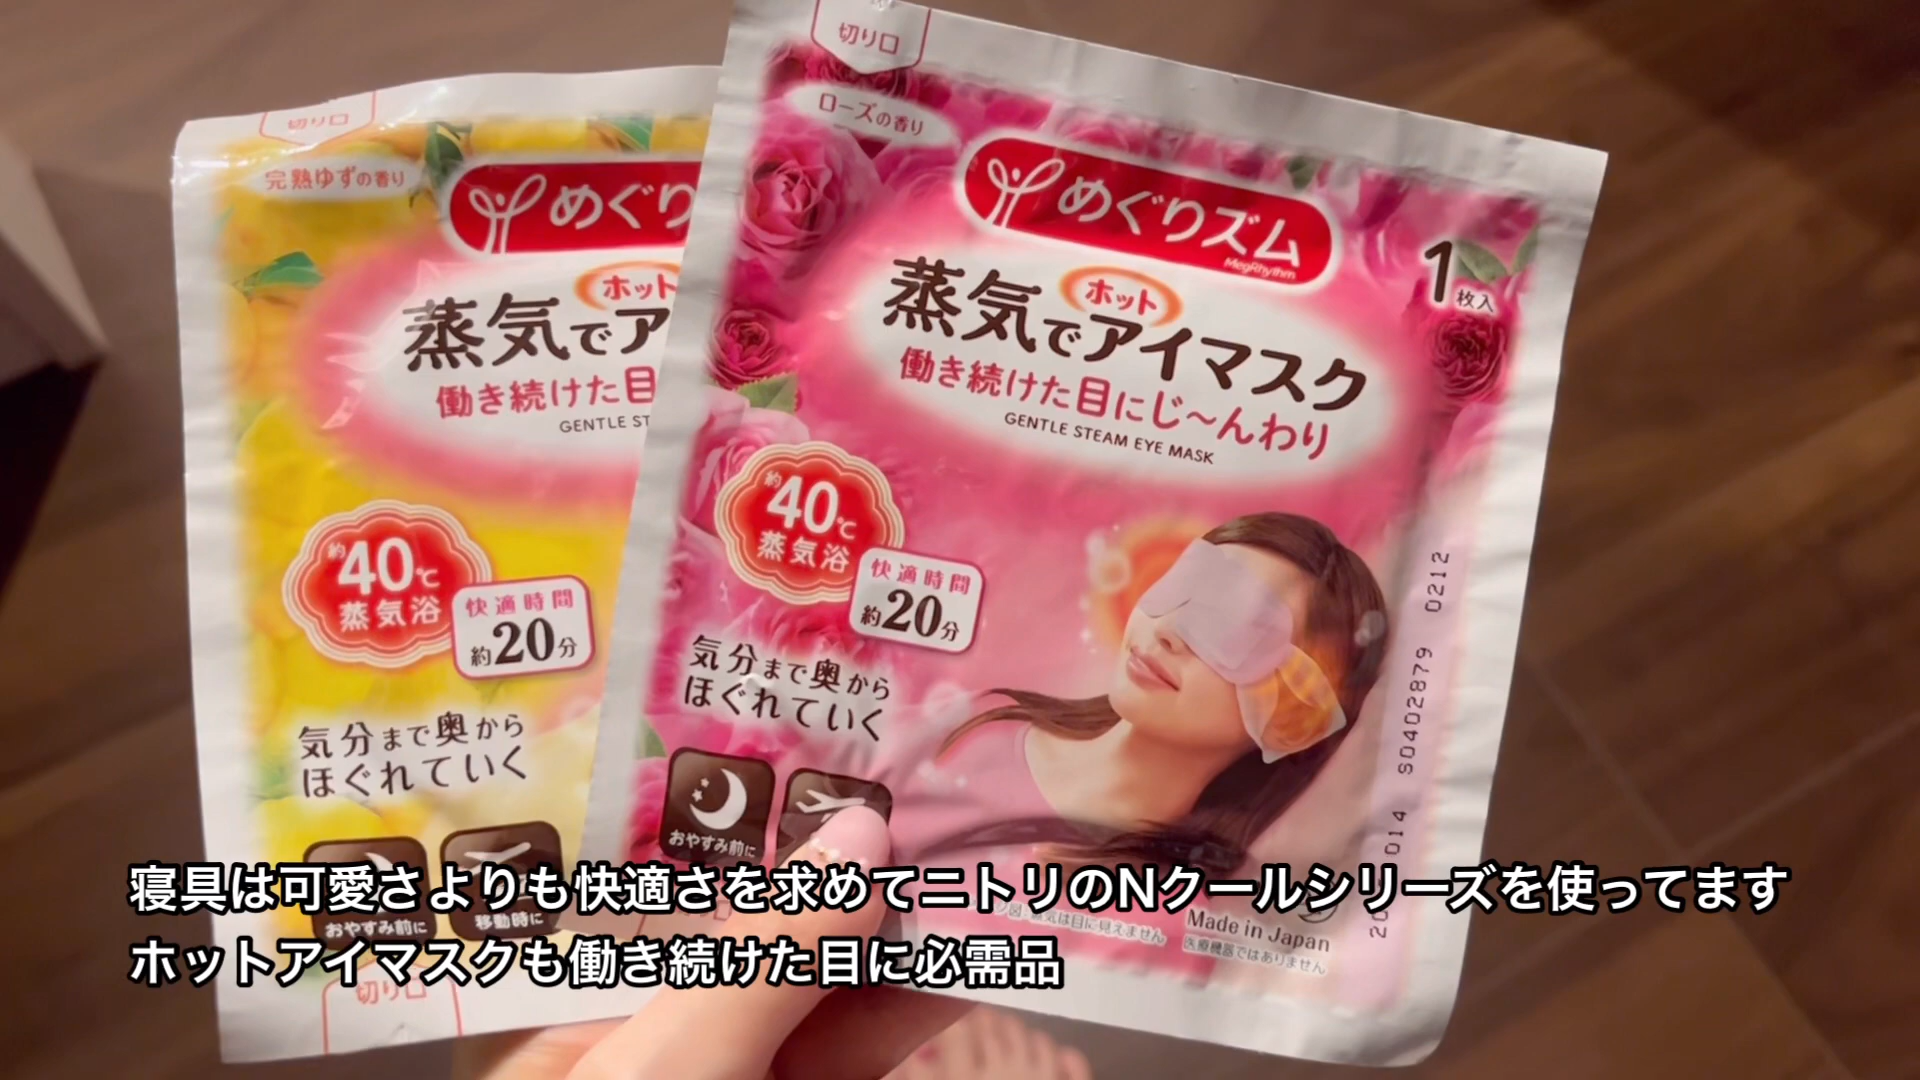 切り口
完熟ゆずの香り
めぐり
ホット
蒸気でア
働き続けた目
GENTLE ST
約40℃
蒸気浴
快適時間
約20分
気分まで奥から
ほぐれていく
おやすみ前に
移動時に
切り口
切り口
ローズの香り
めぐりズム
MegRhythm
1枚入
ホット
蒸気でアイマスク
働き続けた目にじ〜んわり
GENTLE STEAM EYE MASK
約40℃
蒸気浴
快適時間
約20分
気分まで奥から
ほぐれていく
おやすみ前に
014 S0402879 0212
気は目に見えません
Made in Japan
医療機器ではありません
寝具は可愛さよりも快適さを求めてニトリのNクールシリーズを使ってます
ホットアイマスクも働き続けた目に必需品